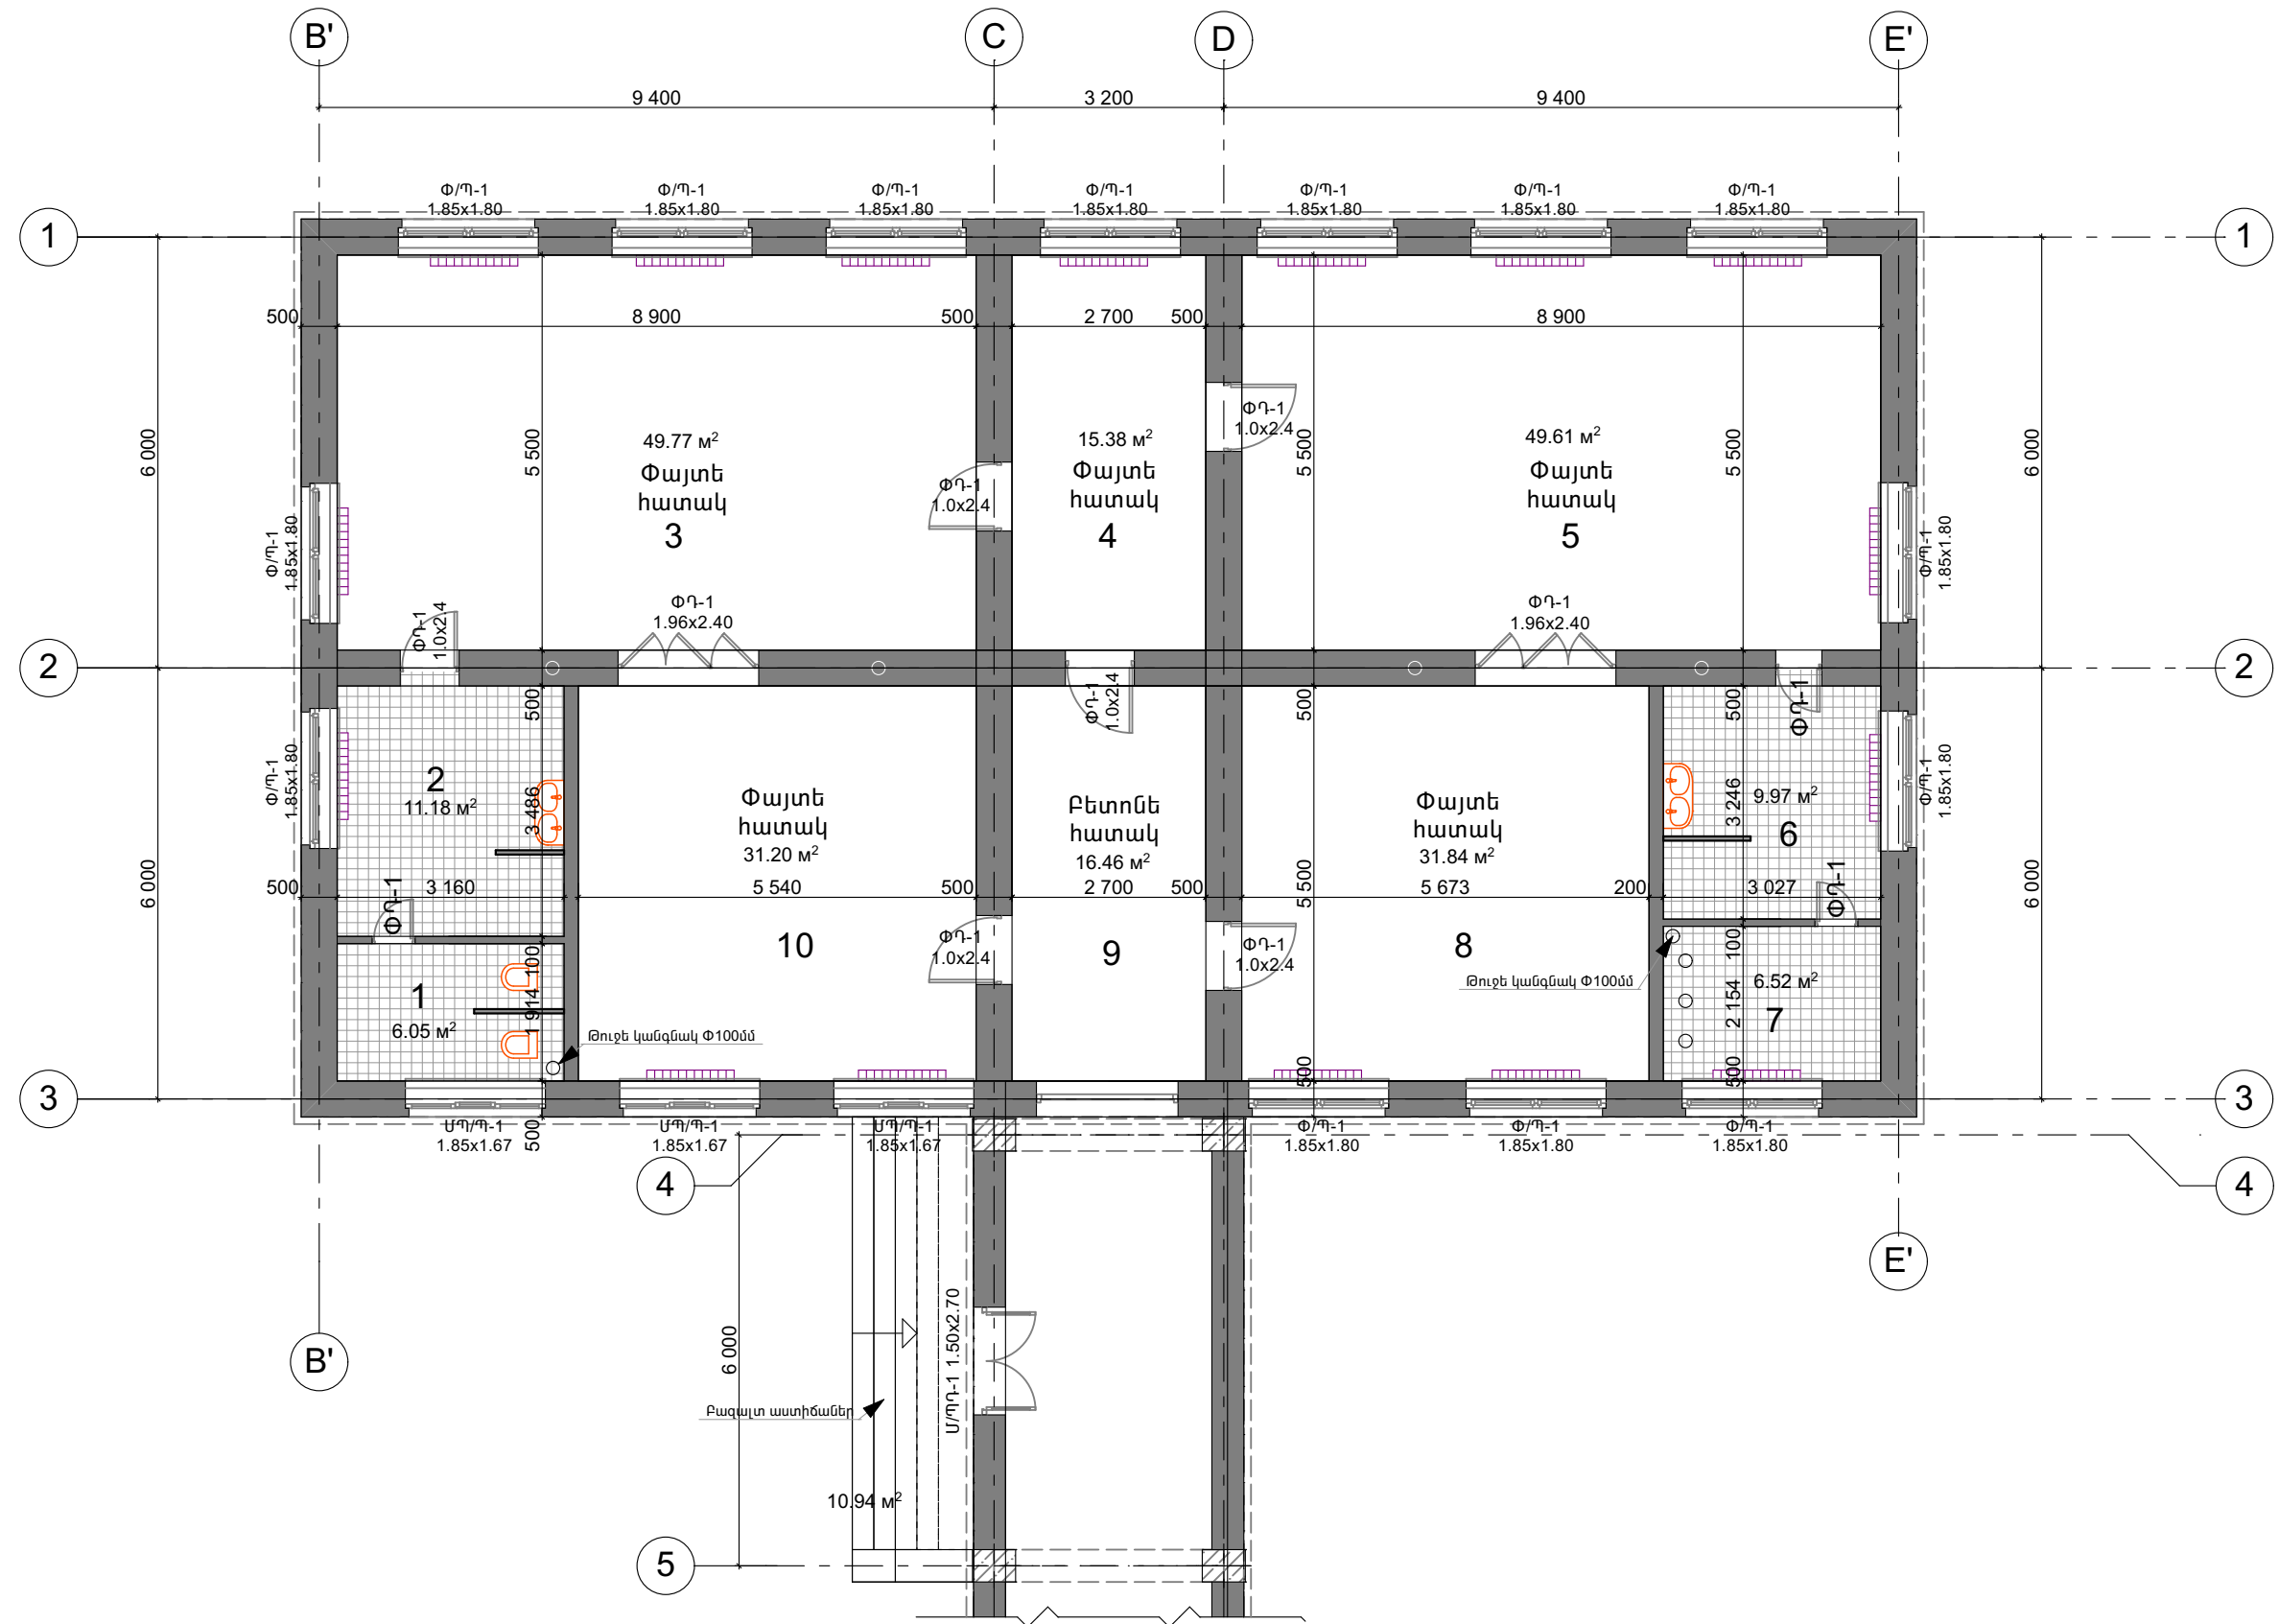 B'
C
D
E'
9 400
3 200
9 400
Փ/Պ-1
1.85x1.80
Փ/Պ-1
1.85x1.80
Փ/Պ-1
1.85x1.80
Փ/Պ-1
1.85x1.80
Փ/Պ-1
1.85x1.80
Փ/Պ-1
1.85x1.80
Փ/Պ-1
1.85x1.80
1
1
500
8 900
500
2 700
500
8 900
6 000
5 500
5 500
5 500
6 000
49.77 м²
Փայտե
հատակ
3
15.38 м²
Փայտե
հատակ
4
49.61 м²
Փայտե
հատակ
5
ՓԴ-1
1.0x2.4
ՓԴ-1
1.0x2.4
Փ/Պ-1
1.85x1.80
Փ/Պ-1
1.85x1.80
ՓԴ-1
1.0x2.4
ՓԴ-1
1.96x2.40
ՓԴ-1
1.96x2.40
2
2
500
ՓԴ-1
1.0x2.4
500
500
ՓԴ-1
Փ/Պ-1
1.85x1.80
2
11.18 м²
3 486
Փայտե
հատակ
31.20 м²
Բետոնե
հատակ
16.46 м²
Փայտե
հատակ
31.84 м²
3 246
9.97 м²
6
Փ/Պ-1
1.85x1.80
6 000
5 500
6 000
500
3 160
5 540
500
2 700
500
5 673
200
3 027
ՓԴ-1
ՓԴ-1
10
ՓԴ-1
1.0x2.4
9
ՓԴ-1
1.0x2.4
8
100
1
1 914
6.05 м²
Թուջե կանգնակ Փ100մմ
Թուջե կանգնակ Փ100մմ
100
6.52 м²
2 154
7
500
500
3
3
500
ՄՊ/Պ-1
1.85x1.67
ՄՊ/Պ-1
1.85x1.67
ՄՊ/Պ-1
1.85x1.67
Փ/Պ-1
1.85x1.80
Փ/Պ-1
1.85x1.80
Փ/Պ-1
1.85x1.80
4
4
E'
B'
6 000
Մ/ՊԴ-1 1.50x2.70
Բազալտ աստիճաներ
10.94 м²
5